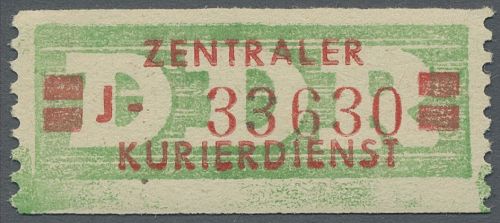 ZENTRALER
DDR
J- 33630
KURIERDIENST